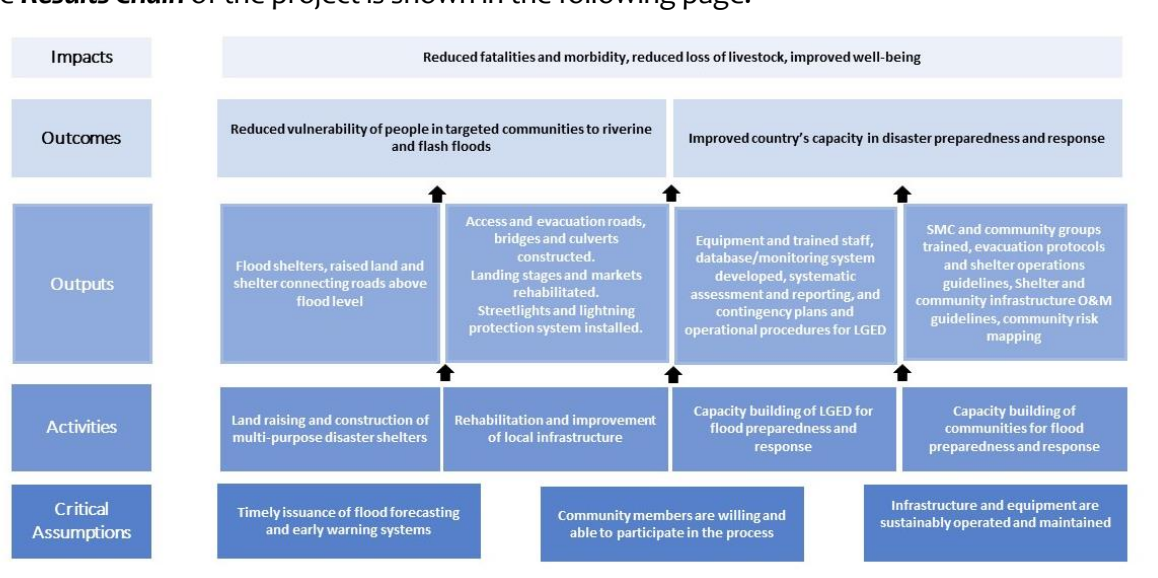 Results Chain of the project is shown in the following page.
Impacts
Reduced fatalities and morbidity, reduced loss of livestock, improved well-being
Outcomes
Reduced vulnerability of people in targeted communities to riverine
and flash floods
Improved country's capacity in disaster preparedness and response
Outputs
Flood shelters, raised land and
shelter connecting roads above
flood level
Access and evacuation roads,
bridges and culverts
constructed.
Landing stages and markets
rehabilitated.
Streetlights and lightning
protection system installed.
Equipment and trained staff,
database/monitoring system
developed, systematic
assessment and reporting, and
contingency plans and
operational procedures for LGED
SMC and community groups
trained, evacuation protocols
and shelter operations
guidelines, Shelter and
community infrastructure O&M
guidelines, community risk
mapping
Activities
Land raising and construction of
multi-purpose disaster shelters
Rehabilitation and improvement
of local infrastructure
Capacity building of LGED for
flood preparedness and
response
Capacity building of
communities for flood
preparedness and response
Critical
Assumptions
Timely issuance of flood forecasting
and early warning systems
Community members are willing and
able to participate in the process
Infrastructure and equipment are
sustainably operated and maintained